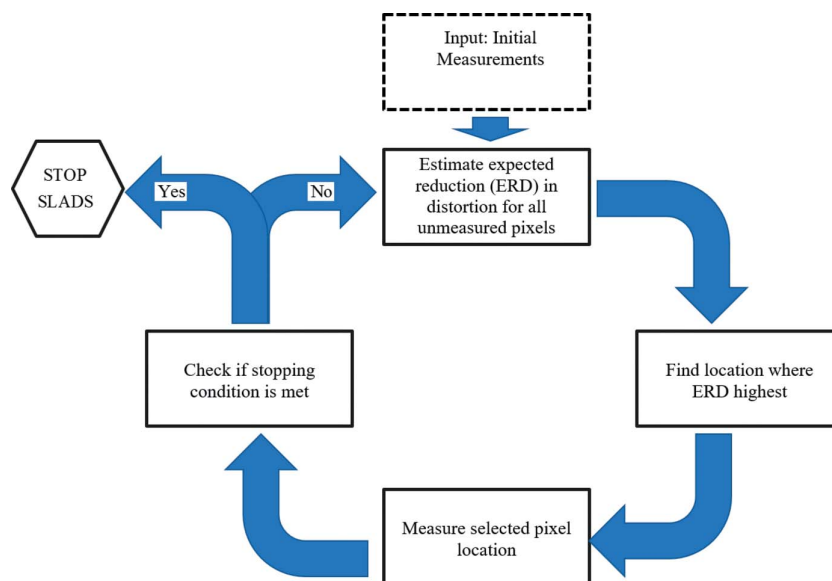 Input: Initial
Measurements
Estimate expected
reduction (ERD) in
distortion for all
unmeasured pixels
STOP
SLADS
Yes
No
Find location where
ERD highest
Measure selected pixel
location
Check if stopping
condition is met